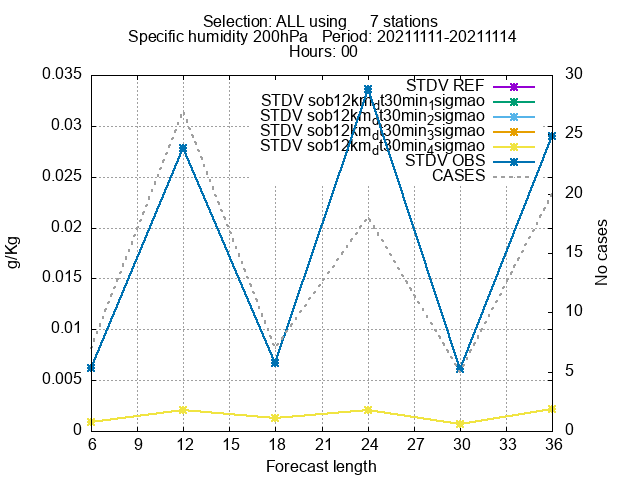 Selection: ALL using 7 stations
Specific humidity 200hPa Period: 20211111-20211114
Hours: 00
STDV REF
STDV sob12km_dt30min_1sigmao
STDV sob12km_dt30min_2sigmao
STDV sob12km_dt30min_3sigmao
STDV sob12km_dt30min_4sigmao
STDV OBS
CASES
0.035
0.03
0.025
0.02
0.015
0.01
0.005
0
g/Kg
30
25
20
15
10
5
0
No cases
6 9 12 15 18 21 24 27 30 33 36
Forecast length